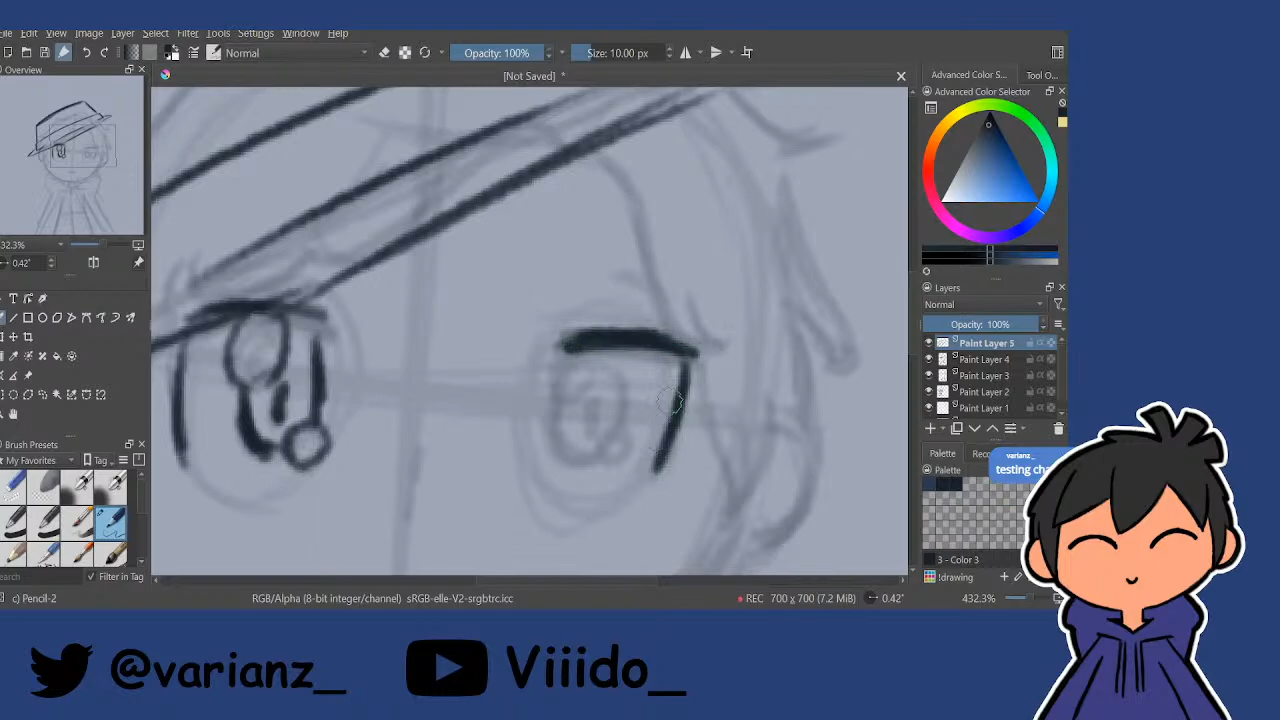 File Edit View Image Layer Select Filter Tools Settings Window Help
Normal
Opacity: 100%
Size: 10.00 px
Overview
[Not Saved] *
Advanced Color S...
Tool O...
Advanced Color Selector
32.3%
0.42°
Layers
Normal
Opacity: 100%
Paint Layer 5
Paint Layer 4
Paint Layer 3
Paint Layer 2
Paint Layer 1
Brush Presets
My Favorites
Tag
Palette
Palette
varianz_
testing cha
earch
Filter in Tag
3 - Color 3
!drawing
c) Pencil-2
RGB/Alpha (8-bit integer/channel) sRGB-elle-V2-srgbtrc.icc
REC
700 x 700 (7.2 MiB)
0.42°
432.3%
@varianz_
Viiido_